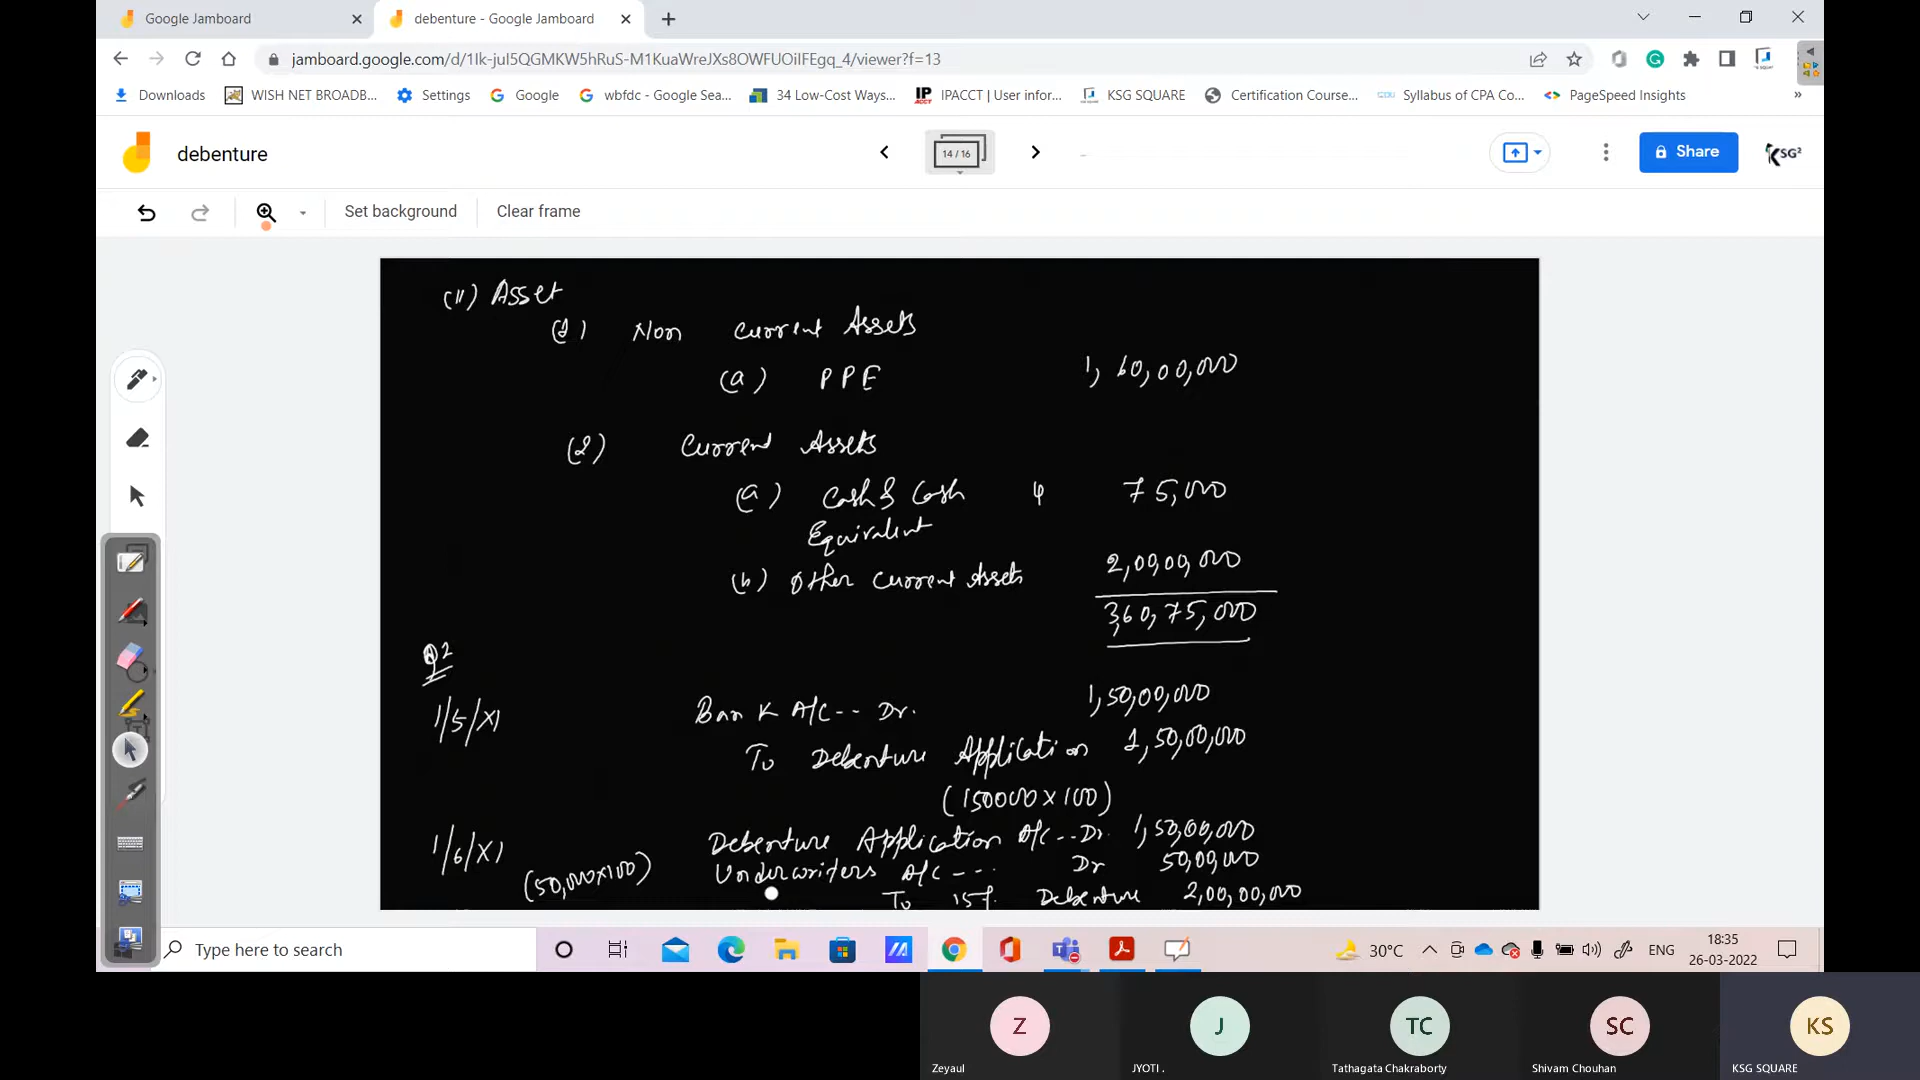 Google Jamboard
debenture - Google Jamboard
jamboard.google.com/d/1Ik-juI5QGMKW5hRuS-M1KuaWreJXs8OWFUOiIFEgq_4/viewer?f=13
Downloads WISH NET BROADB... Settings Google wbfdc - Google Sea... 34 Low-Cost Ways... IPACCT | User infor... KSG SQUARE Certification Course... Syllabus of CPA Co... PageSpeed Insights »
debenture
14 / 16
Share
KSG²
Set background
Clear frame
(11) Asset
(1) Non Current Assets
(a) PPE 1,60,00,000
(2) Current Assets
(a) Cash & Cash 4 75,000
Equivalent
(b) Other Current Assets 2,00,00,000
3,60,75,000
Q2
1/5/X1 Bank A/C -- Dr. 1,50,00,000
To Debenture Application 1,50,00,000
(150000 x 100)
1/6/X1 Debenture Application A/C --Dr. 1,50,00,000
(50,000x100) Underwriters A/C --- Dr 50,00,000
To 15% Debenture 2,00,00,000
Type here to search
30°C
ENG
18:35
26-03-2022
Z J TC SC KS
Zeyaul JYOTI . Tathagata Chakraborty Shivam Chouhan KSG SQUARE